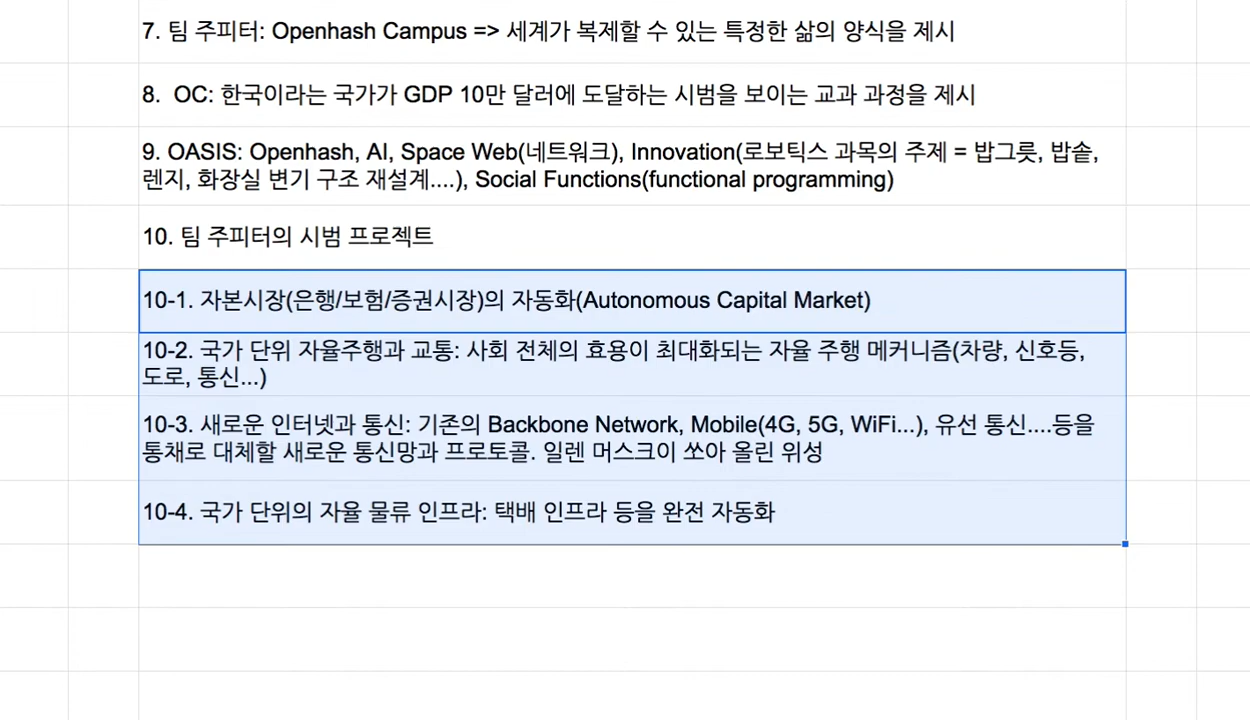 7. 팀 주피터: Openhash Campus => 세계가 복제할 수 있는 특정한 삶의 양식을 제시
8.  OC: 한국이라는 국가가 GDP 10만 달러에 도달하는 시범을 보이는 교과 과정을 제시
9. OASIS: Openhash, AI, Space Web(네트워크), Innovation(로보틱스 과목의 주제 = 밥그릇, 밥솥,
렌지, 화장실 변기 구조 재설계....), Social Functions(functional programming)
10. 팀 주피터의 시범 프로젝트
10-1. 자본시장(은행/보험/증권시장)의 자동화(Autonomous Capital Market)
10-2. 국가 단위 자율주행과 교통: 사회 전체의 효용이 최대화되는 자율 주행 메커니즘(차량, 신호등,
도로, 통신...)
10-3. 새로운 인터넷과 통신: 기존의 Backbone Network, Mobile(4G, 5G, WiFi...), 유선 통신....등을
통채로 대체할 새로운 통신망과 프로토콜. 일렌 머스크이 쏘아 올린 위성
10-4. 국가 단위의 자율 물류 인프라: 택배 인프라 등을 완전 자동화